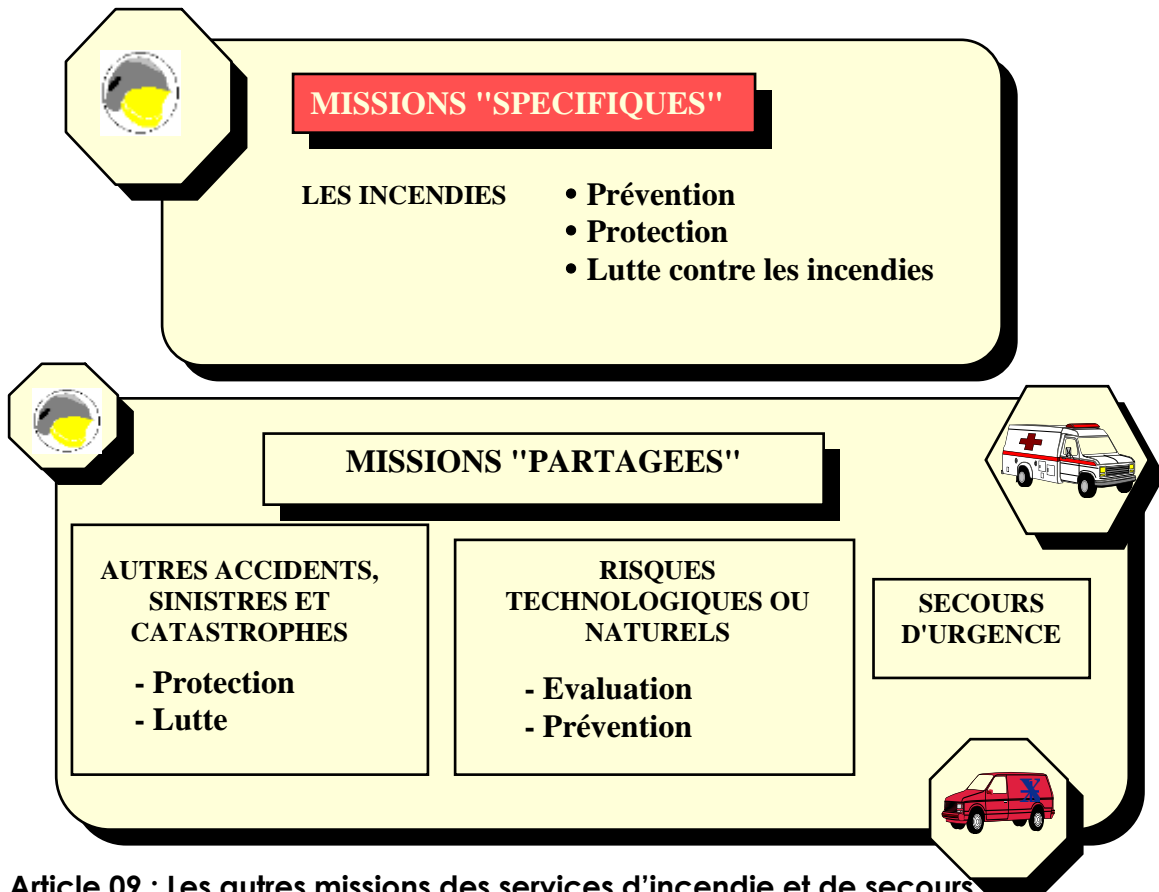 MISSIONS "SPECIFIQUES"
LES INCENDIES
• Prévention
• Protection
• Lutte contre les incendies
MISSIONS "PARTAGEES"
AUTRES ACCIDENTS,
SINISTRES ET
CATASTROPHES
- Protection
- Lutte
RISQUES
TECHNOLOGIQUES OU
NATURELS
- Evaluation
- Prévention
SECOURS
D'URGENCE
Article 09 : Les autres missions des services d'incendie et de secours